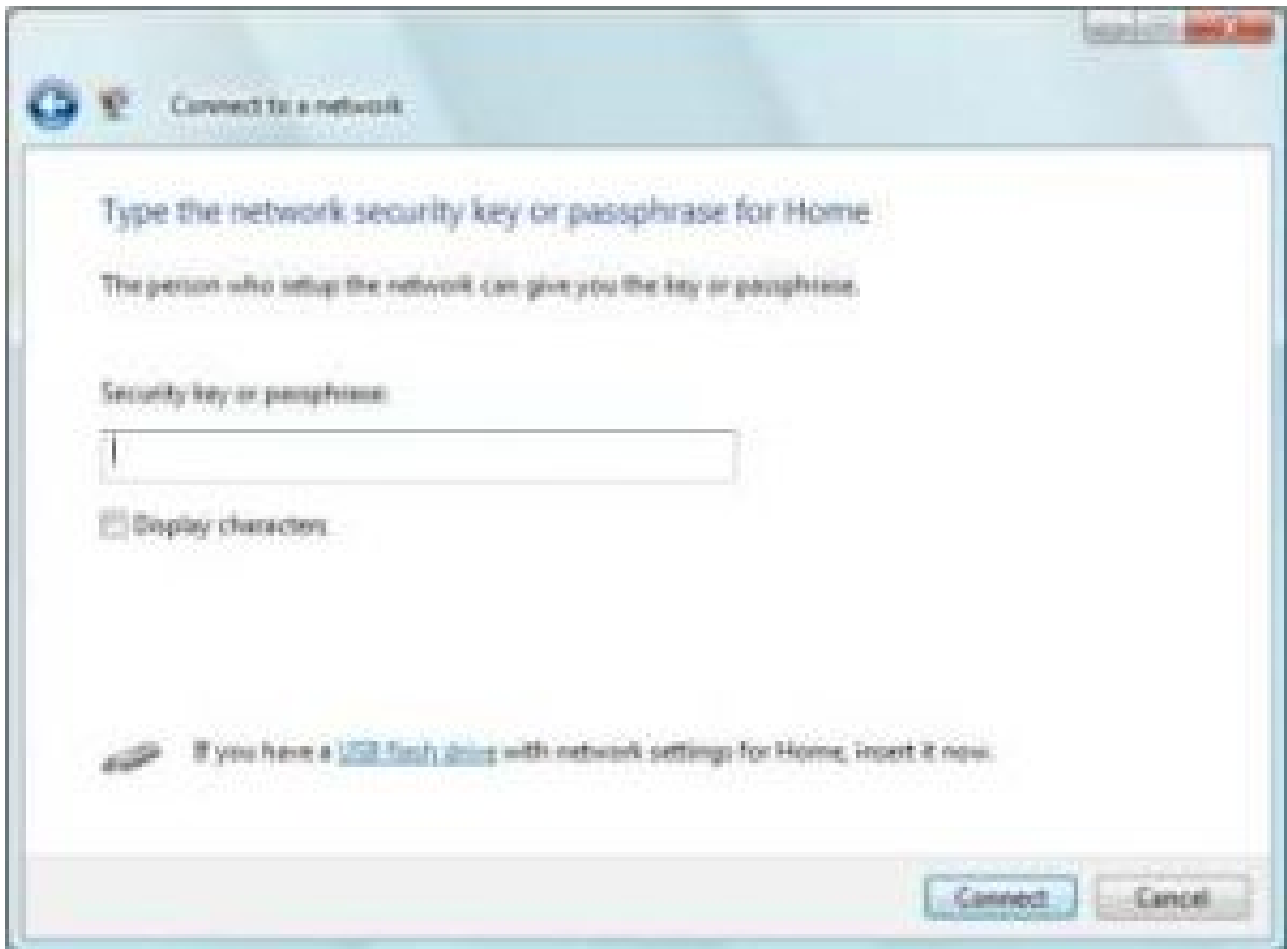 Connect to a network
Type the network security key or passphrase for Home
The person who setup the network can give you the key or passphrase.
Security key or passphrase:
Display characters
If you have a USB flash drive with network settings for Home, insert it now.
Connect
Cancel